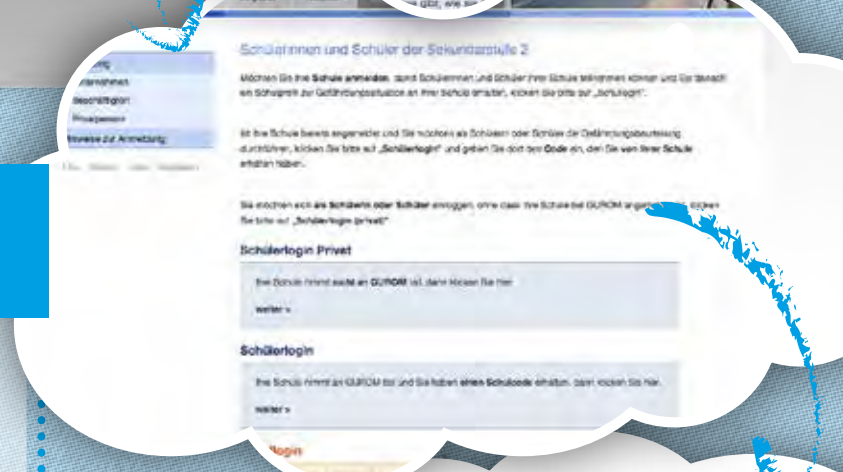 gibt, wie
Schülerinnen und Schüler der Sekundarstufe 2
Unternehmen
Beschäftigten
Privatperson
Hinweise zur Anmeldung
Möchten Sie Ihre Schule anmelden, damit Schülerinnen und Schüler Ihrer Schule teilnehmen können und Sie danach
ein Schulprofil zur Gefährdungssituation an Ihrer Schule erhalten, klicken Sie bitte auf „Schullogin“.
Ist Ihre Schule bereits angemeldet und Sie möchten als Schülerin oder Schüler die Gefährdungsbeurteilung
durchführen, klicken Sie bitte auf „Schülerlogin“ und geben Sie dort den Code ein, den Sie von Ihrer Schule
erhalten haben.
Sie möchten sich als Schülerin oder Schüler einloggen, ohne dass Ihre Schule bei GUROM klicken
Sie bitte auf „Schülerlogin (privat)“
Schülerlogin Privat
Ihre Schule nimmt nicht an GUROM teil, dann klicken Sie hier
weiter »
Schülerlogin
Ihre Schule nimmt an GUROM teil und Sie haben einen Schulcode erhalten, dann klicken Sie hier.
weiter »
login